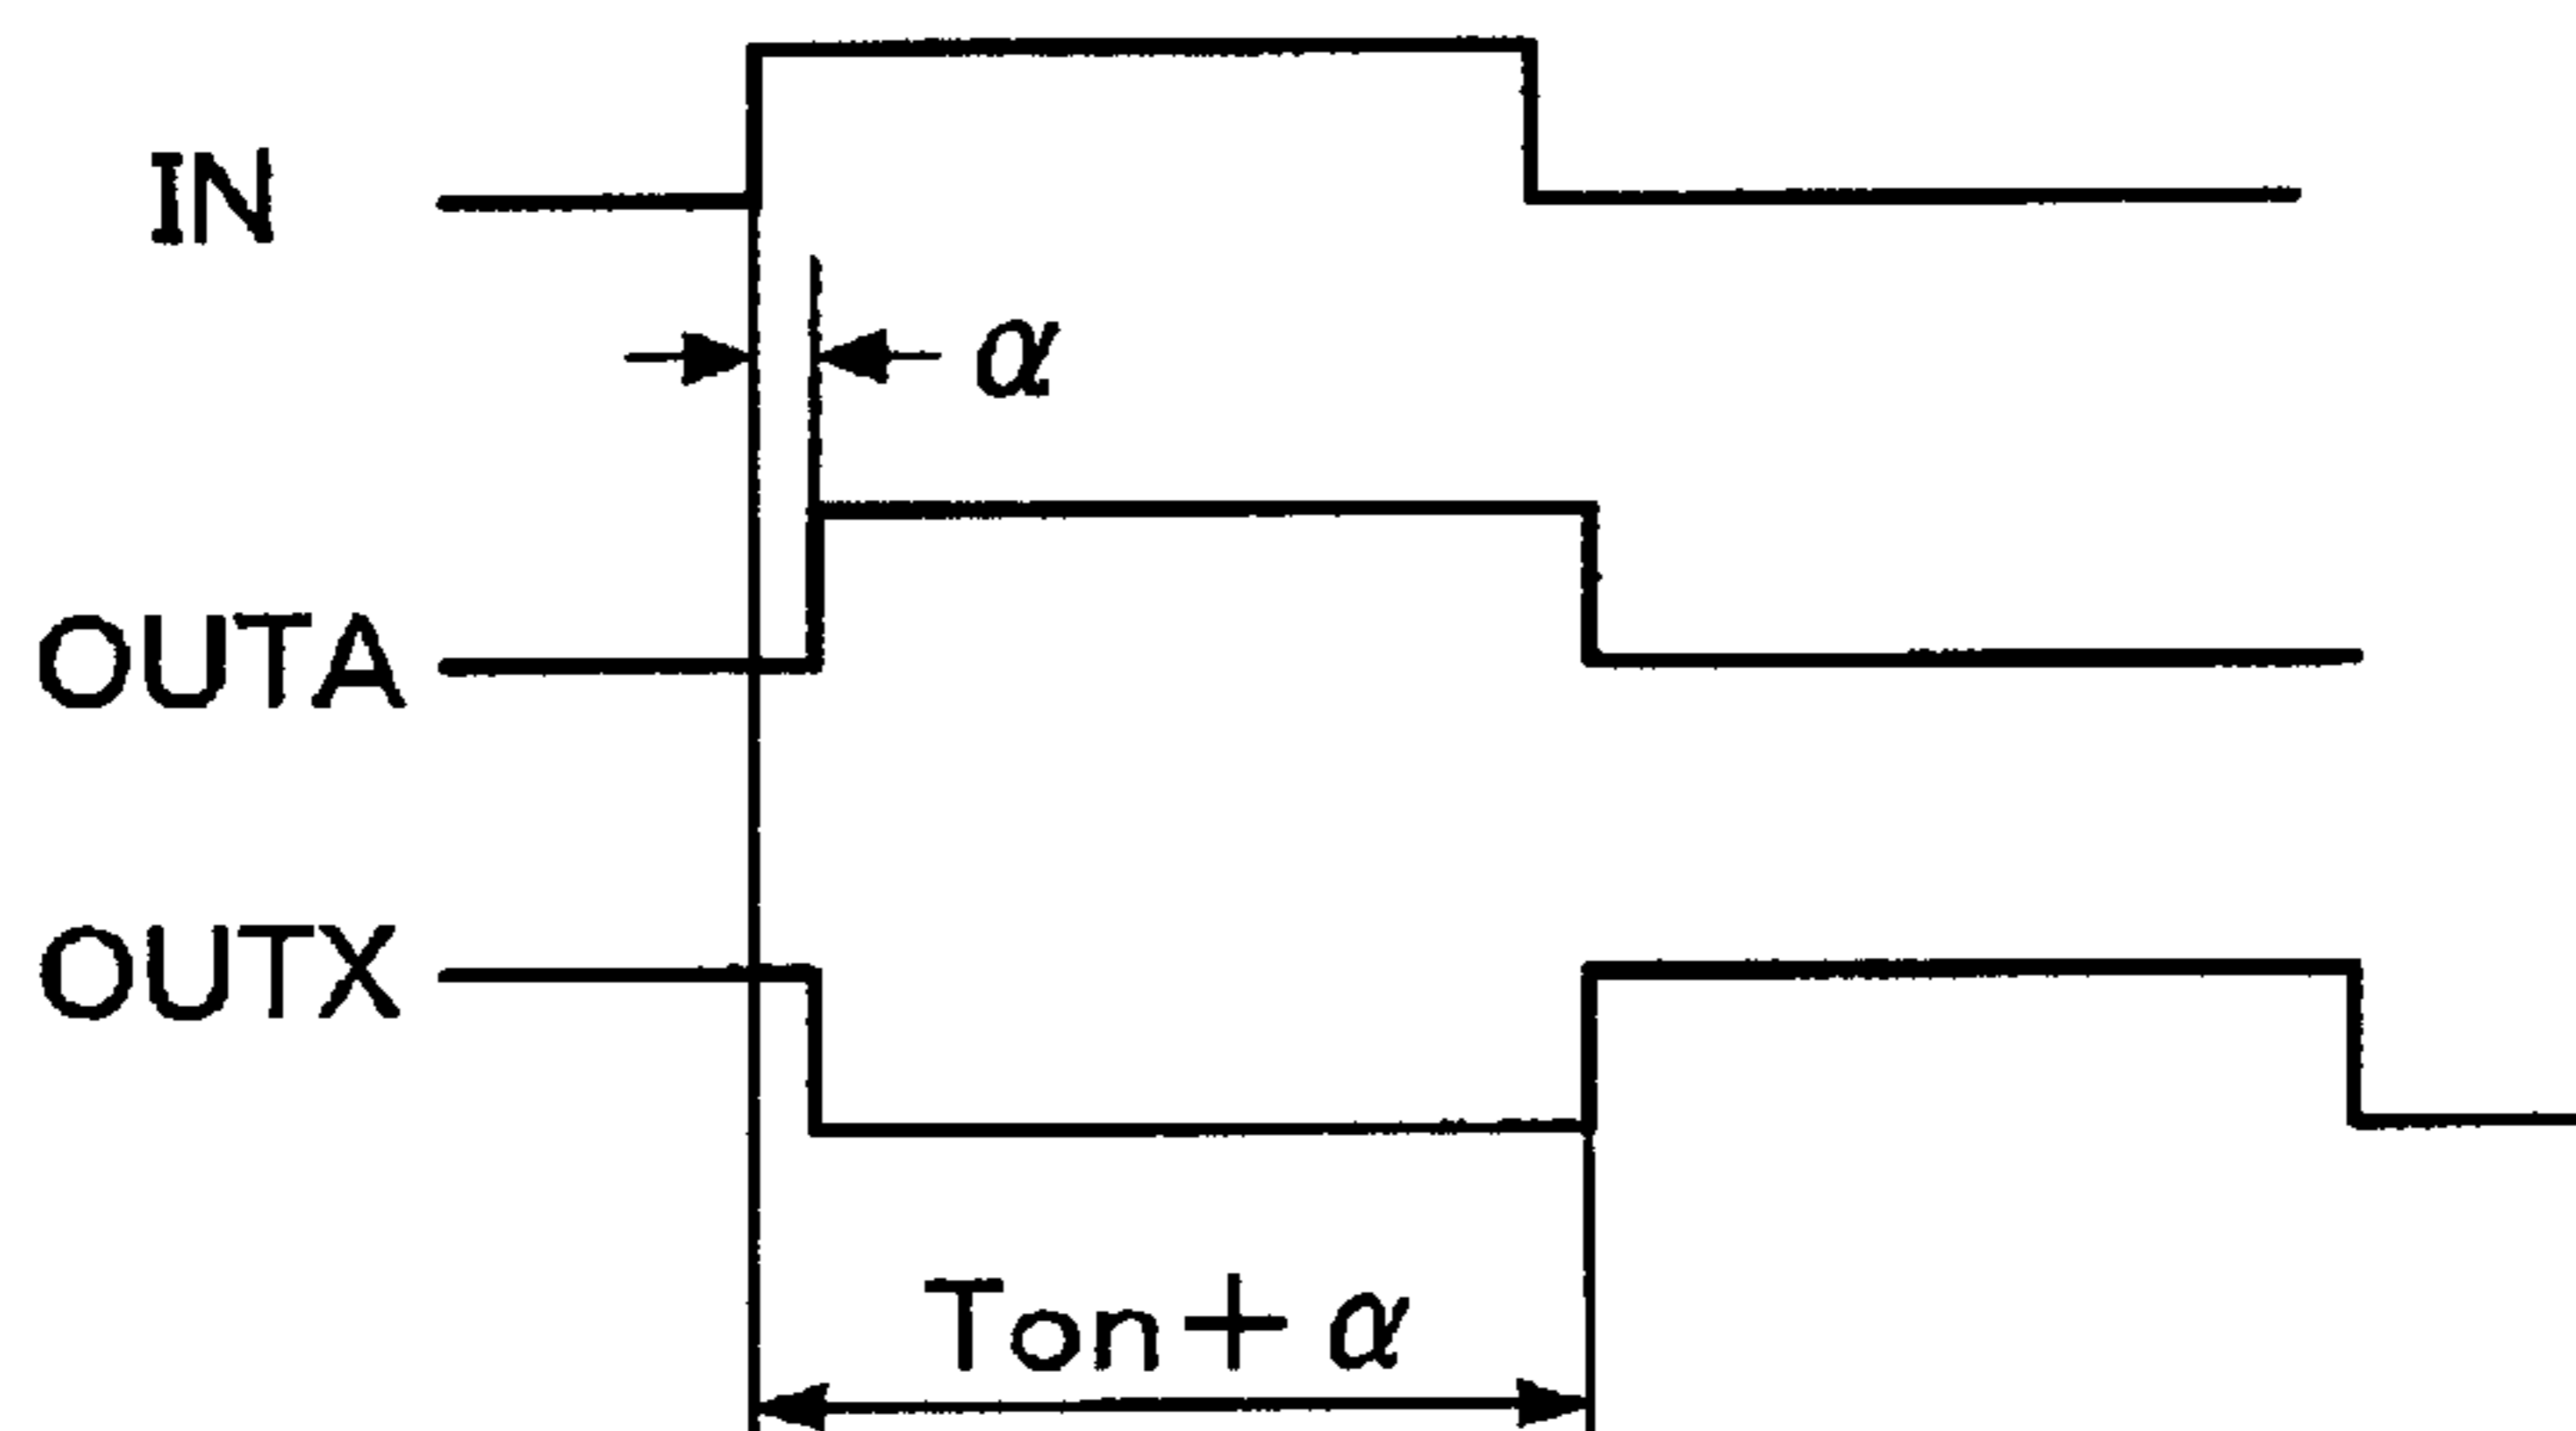 IN
α
OUTA
OUTX
Ton+α